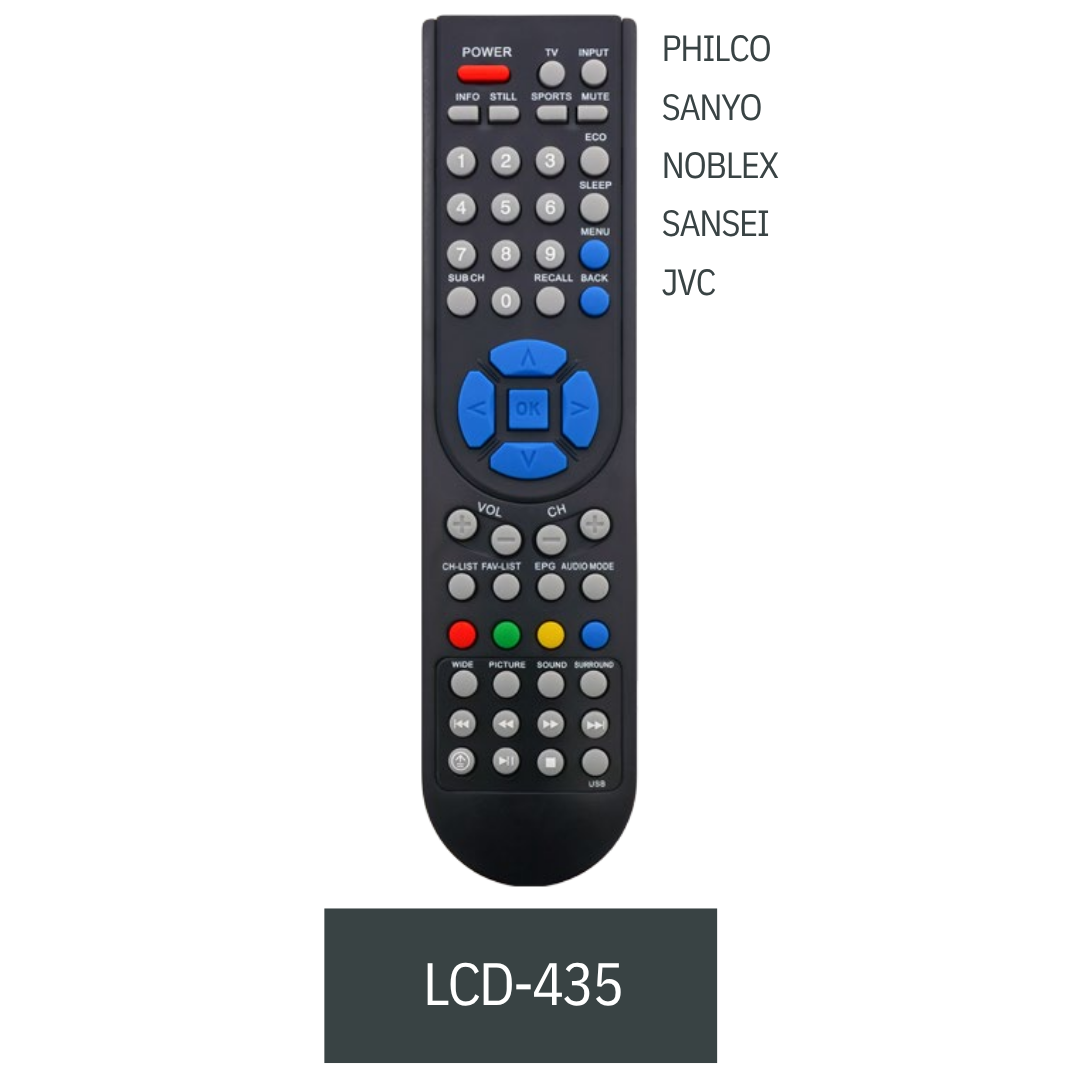 POWER TV INPUT
INFO STILL SPORTS MUTE
ECO
1 2 3
SLEEP
4 5 6
MENU
7 8 9
SUB CH RECALL BACK
0
OK
VOL CH
CH-LIST FAV-LIST EPG AUDIO MODE
WIDE PICTURE SOUND SURROUND
USB
PHILCO
SANYO
NOBLEX
SANSEI
JVC
LCD-435